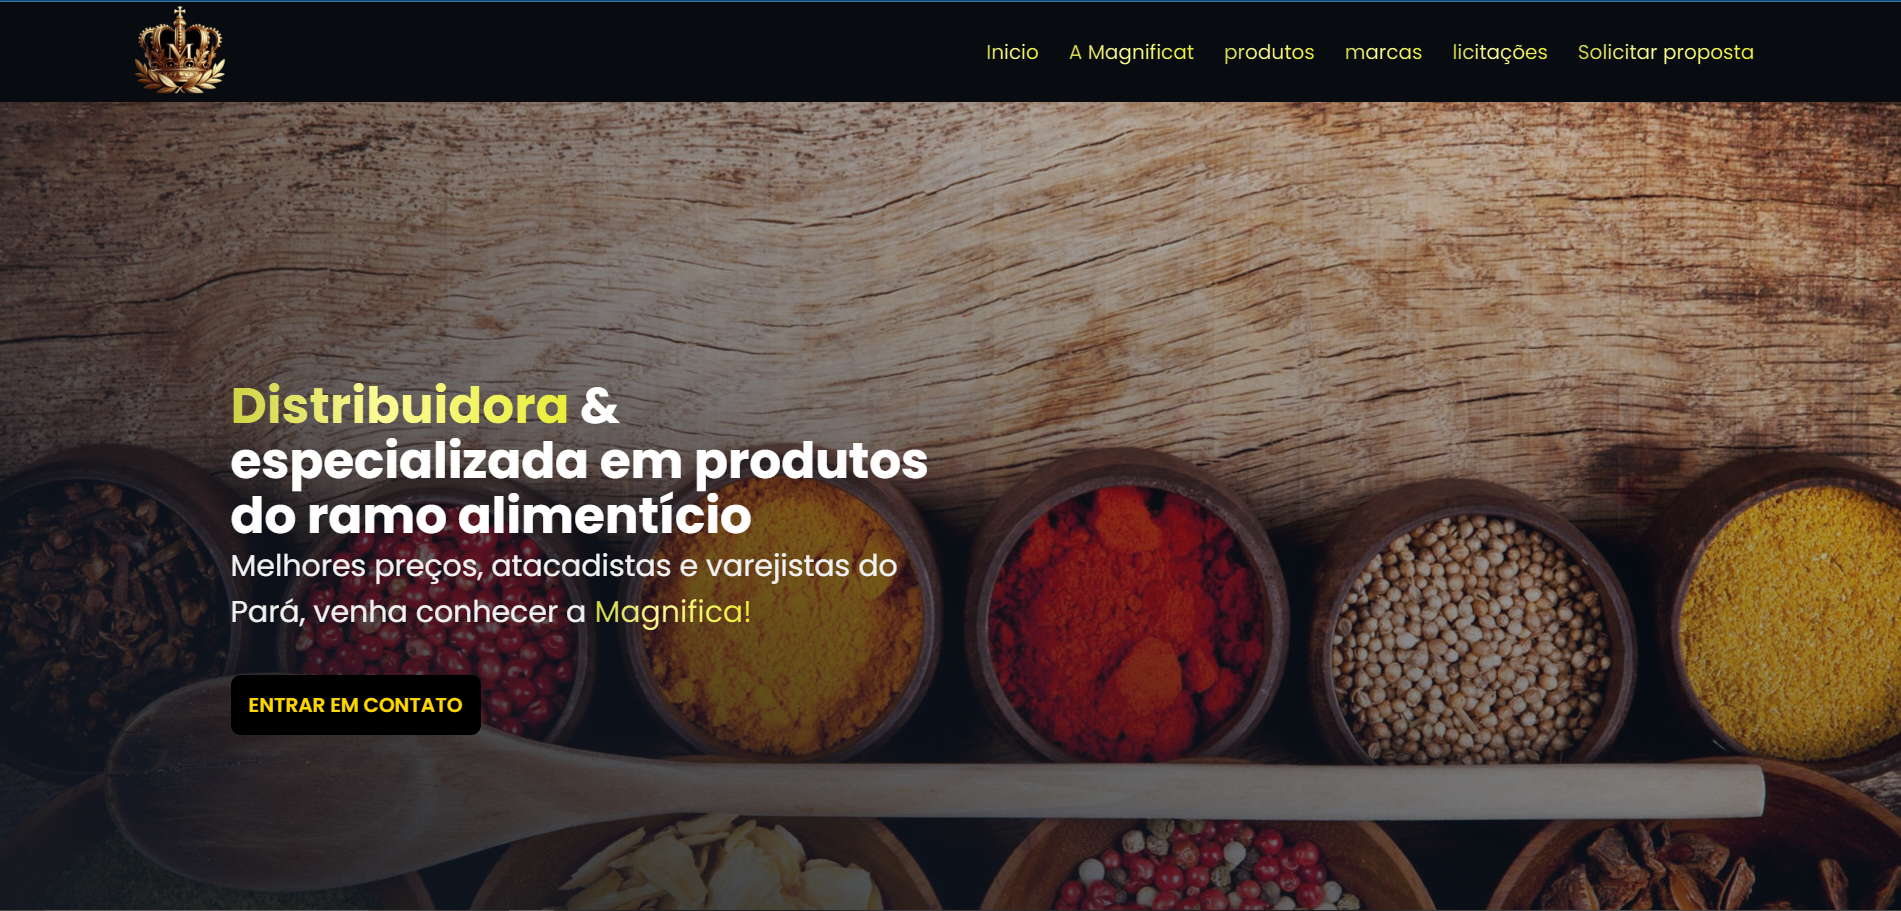 M
Inicio A Magnificat produtos marcas licitações Solicitar proposta
Distribuidora &
especializada em produtos
do ramo alimentício
Melhores preços, atacadistas e varejistas do
Pará, venha conhecer a Magnifica!
ENTRAR EM CONTATO